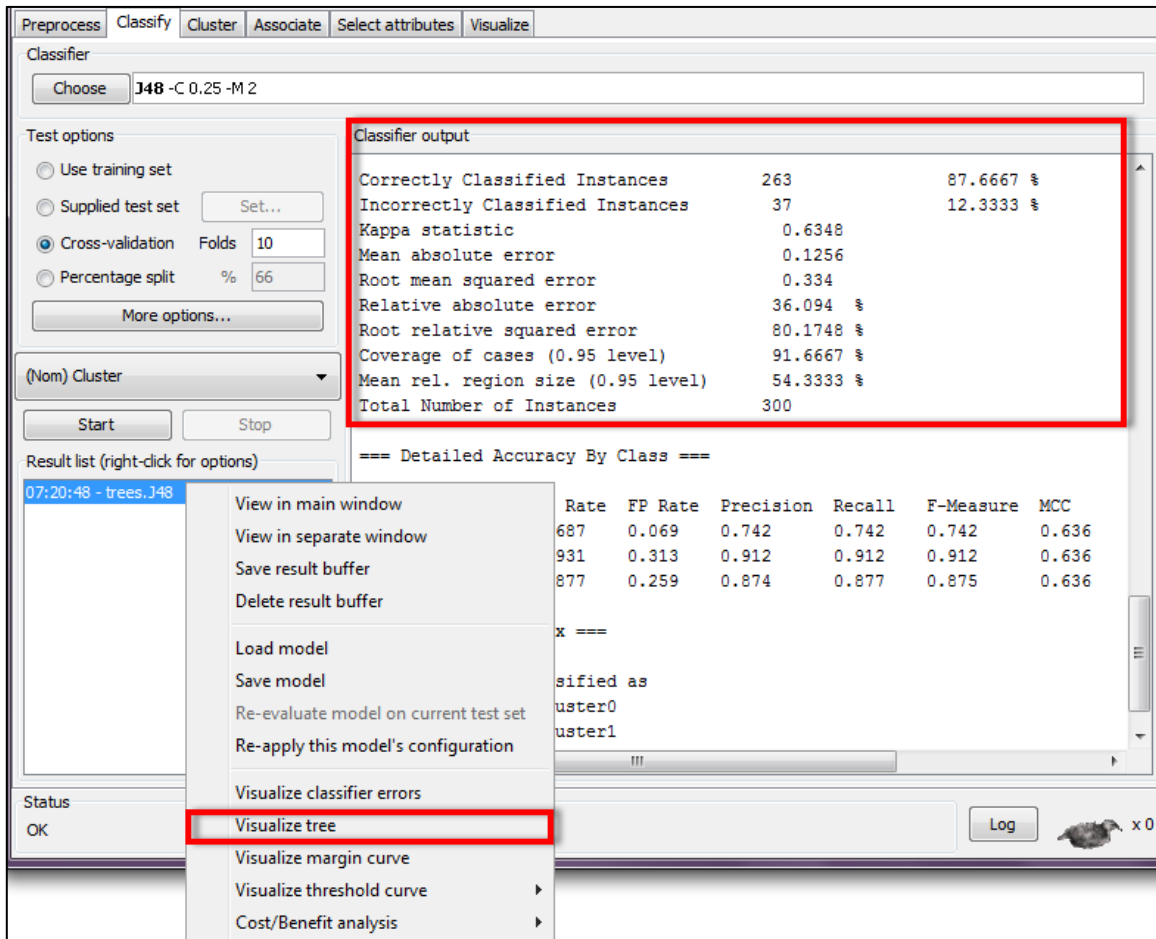 Preprocess Classify Cluster Associate Select attributes Visualize
Classifier
Choose J48 -C 0.25 -M 2
Test options
Use training set
Supplied test set Set...
Cross-validation Folds 10
Percentage split % 66
More options...
(Nom) Cluster
Start Stop
Result list (right-click for options)
07:20:48 - trees.J48
Classifier output
Correctly Classified Instances 263 87.6667 %
Incorrectly Classified Instances 37 12.3333 %
Kappa statistic 0.6348
Mean absolute error 0.1256
Root mean squared error 0.334
Relative absolute error 36.094 %
Root relative squared error 80.1748 %
Coverage of cases (0.95 level) 91.6667 %
Mean rel. region size (0.95 level) 54.3333 %
Total Number of Instances 300
=== Detailed Accuracy By Class ===
Rate FP Rate Precision Recall F-Measure MCC
687 0.069 0.742 0.742 0.742 0.636
931 0.313 0.912 0.912 0.912 0.636
877 0.259 0.874 0.877 0.875 0.636
x ===
sified as
uster0
uster1
View in main window
View in separate window
Save result buffer
Delete result buffer
Load model
Save model
Re-evaluate model on current test set
Re-apply this model's configuration
Visualize classifier errors
Visualize tree
Visualize margin curve
Visualize threshold curve
Cost/Benefit analysis
Status
OK
Log x 0